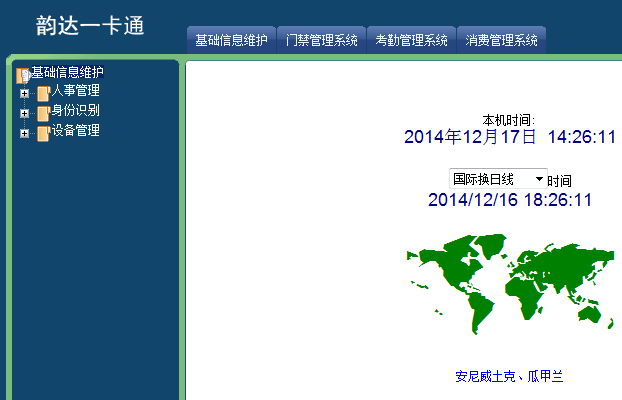 韵达一卡通
基础信息维护 门禁管理系统 考勤管理系统 消费管理系统
基础信息维护
人事管理
身份识别
设备管理
本机时间:
2014年12月17日 14:26:11
国际换日线 时间
2014/12/16 18:26:11
安尼威土克、瓜甲兰